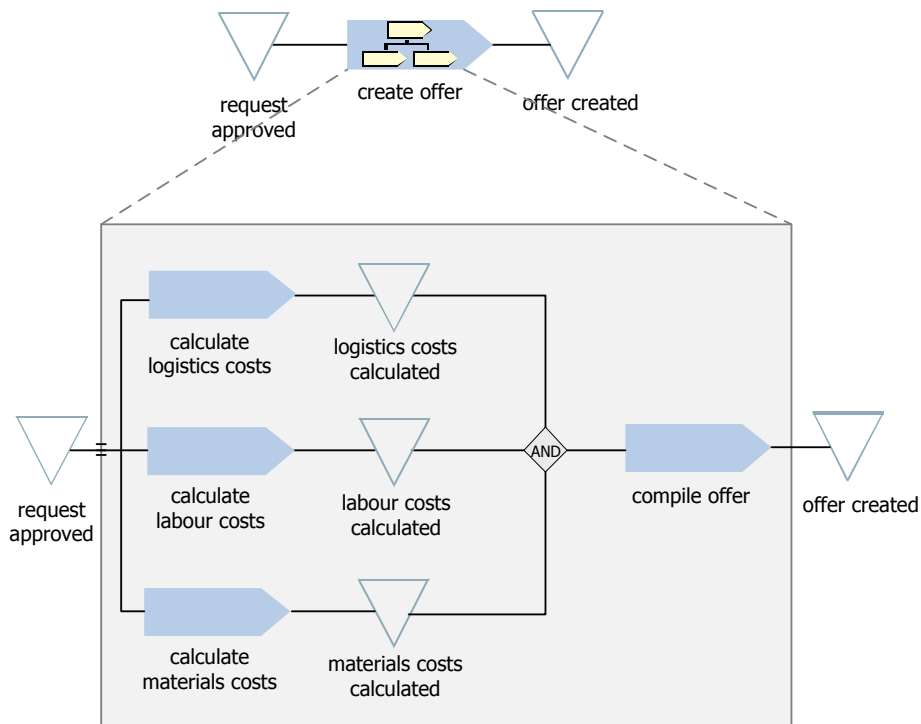 request
approved
create offer
offer created
calculate
logistics costs
logistics costs
calculated
request
approved
calculate
labour costs
labour costs
calculated
AND
compile offer
offer created
calculate
materials costs
materials costs
calculated